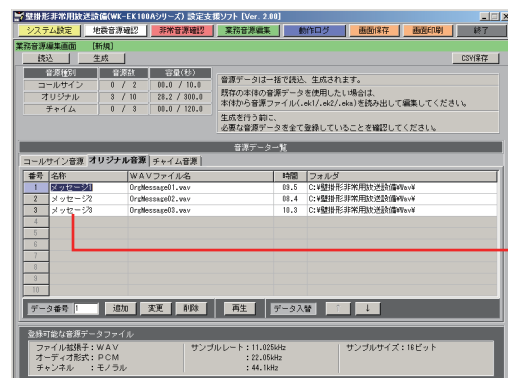 壁掛形非常用放送設備(WK-EK100Aシリーズ) 設定支援ソフト [Ver. 2.00]
システム設定 地震音源確認 非常音源確認 業務音源編集 動作ログ 画面保存 画面印刷 終了
業務音源編集画面 [新規]
読込 生成 CSV保存
音源種別 音源数 容量(秒)
コールサイン 0 / 2 00.0 / 10.0
オリジナル 3 / 10 28.2 / 300.0
チャイム 0 / 3 00.0 / 120.0
音源データは一括で読込、生成されます。
既存の本体の音源データを使用したい場合は、
本体から音源ファイル(.ek1/.ek2/.eka)を読み出して編集してください。
生成を行う前に、
必要な音源データを全て登録していることを確認してください。
音源データ一覧
コールサイン音源 オリジナル音源 チャイム音源
番号 名称 WAVファイル名 時間 フォルダ
1 メッセージ1 OrgMessage01.wav 09.5 C:¥壁掛形非常用放送設備¥Wav¥
2 メッセージ2 OrgMessage02.wav 08.4 C:¥壁掛形非常用放送設備¥Wav¥
3 メッセージ3 OrgMessage03.wav 10.3 C:¥壁掛形非常用放送設備¥Wav¥
4
5
6
7
8
9
10
データ番号 1 追加 変更 削除 再生 データ入替 ↑ ↓
登録可能な音源データファイル
ファイル拡張子：WAV サンプルレート：11.025kHz サンプルサイズ：16ビット
オーディオ形式：PCM ：22.05kHz
チャンネル ：モノラル ：44.1kHz